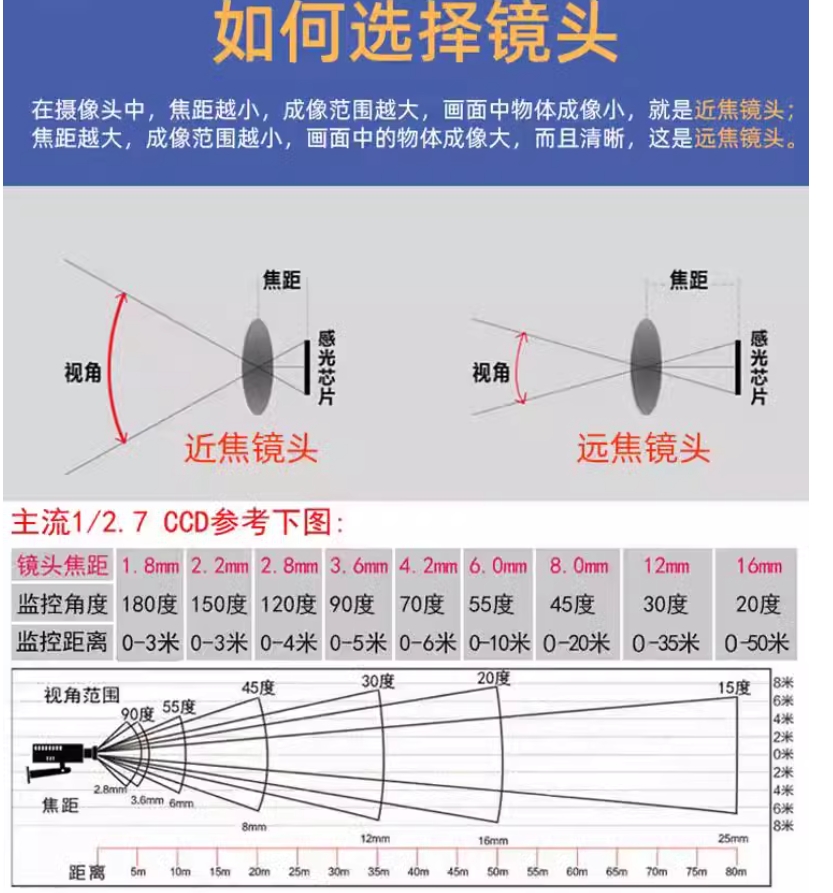 如何选择镜头
在摄像头中，焦距越小，成像范围越大，画面中物体成像小，就是近焦镜头；
焦距越大，成像范围越小，画面中的物体成像大，而且清晰，这是远焦镜头。
焦距
焦距
视角
感光芯片
视角
感光芯片
近焦镜头
远焦镜头
主流1/2.7 CCD参考下图:
镜头焦距 1.8mm 2.2mm 2.8mm 3.6mm 4.2mm 6.0mm 8.0mm 12mm 16mm
监控角度 180度 150度 120度 90度 70度 55度 45度 30度 20度
监控距离 0-3米 0-3米 0-4米 0-5米 0-6米 0-10米 0-20米 0-35米 0-50米
视角范围
90度 55度 45度 30度 20度 15度
8米
6米
4米
2米
0米
2米
4米
6米
8米
焦距
2.8mm 3.6mm 6mm 8mm 12mm 16mm 25mm
距离 5m 10m 15m 20m 25m 30m 35m 40m 45m 50m 55m 60m 65m 70m 75m 80m